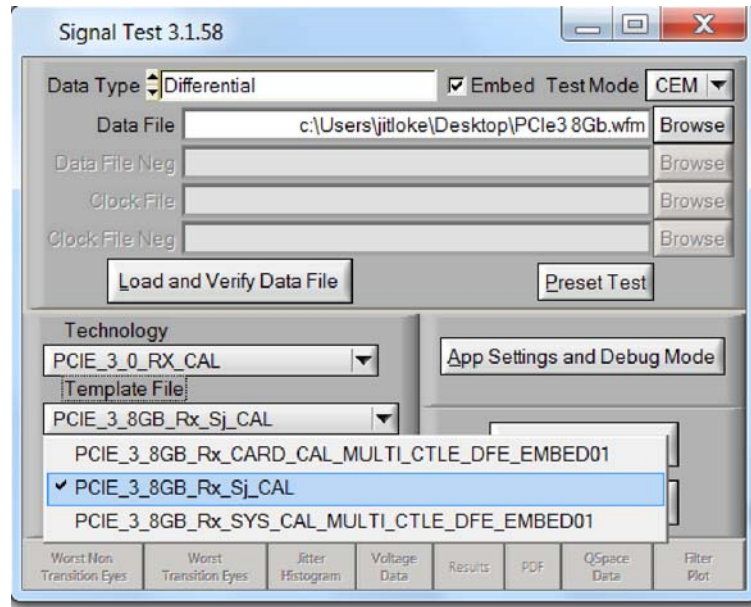 Signal Test 3.1.58
Data Type Differential Embed Test Mode CEM
Data File c:\Users\jitloke\Desktop\PCIe3 8Gb.wfm Browse
Data File Neg Browse
Clock File Browse
Clock File Neg Browse
Load and Verify Data File Preset Test
Technology
PCIE_3_0_RX_CAL App Settings and Debug Mode
Template File
PCIE_3_8GB_Rx_Sj_CAL
PCIE_3_8GB_Rx_CARD_CAL_MULTI_CTLE_DFE_EMBED01
PCIE_3_8GB_Rx_Sj_CAL
PCIE_3_8GB_Rx_SYS_CAL_MULTI_CTLE_DFE_EMBED01
Worst Non Transition Eyes Worst Transition Eyes Jitter Histogram Voltage Data Results PDF QSpace Data Filter Plot